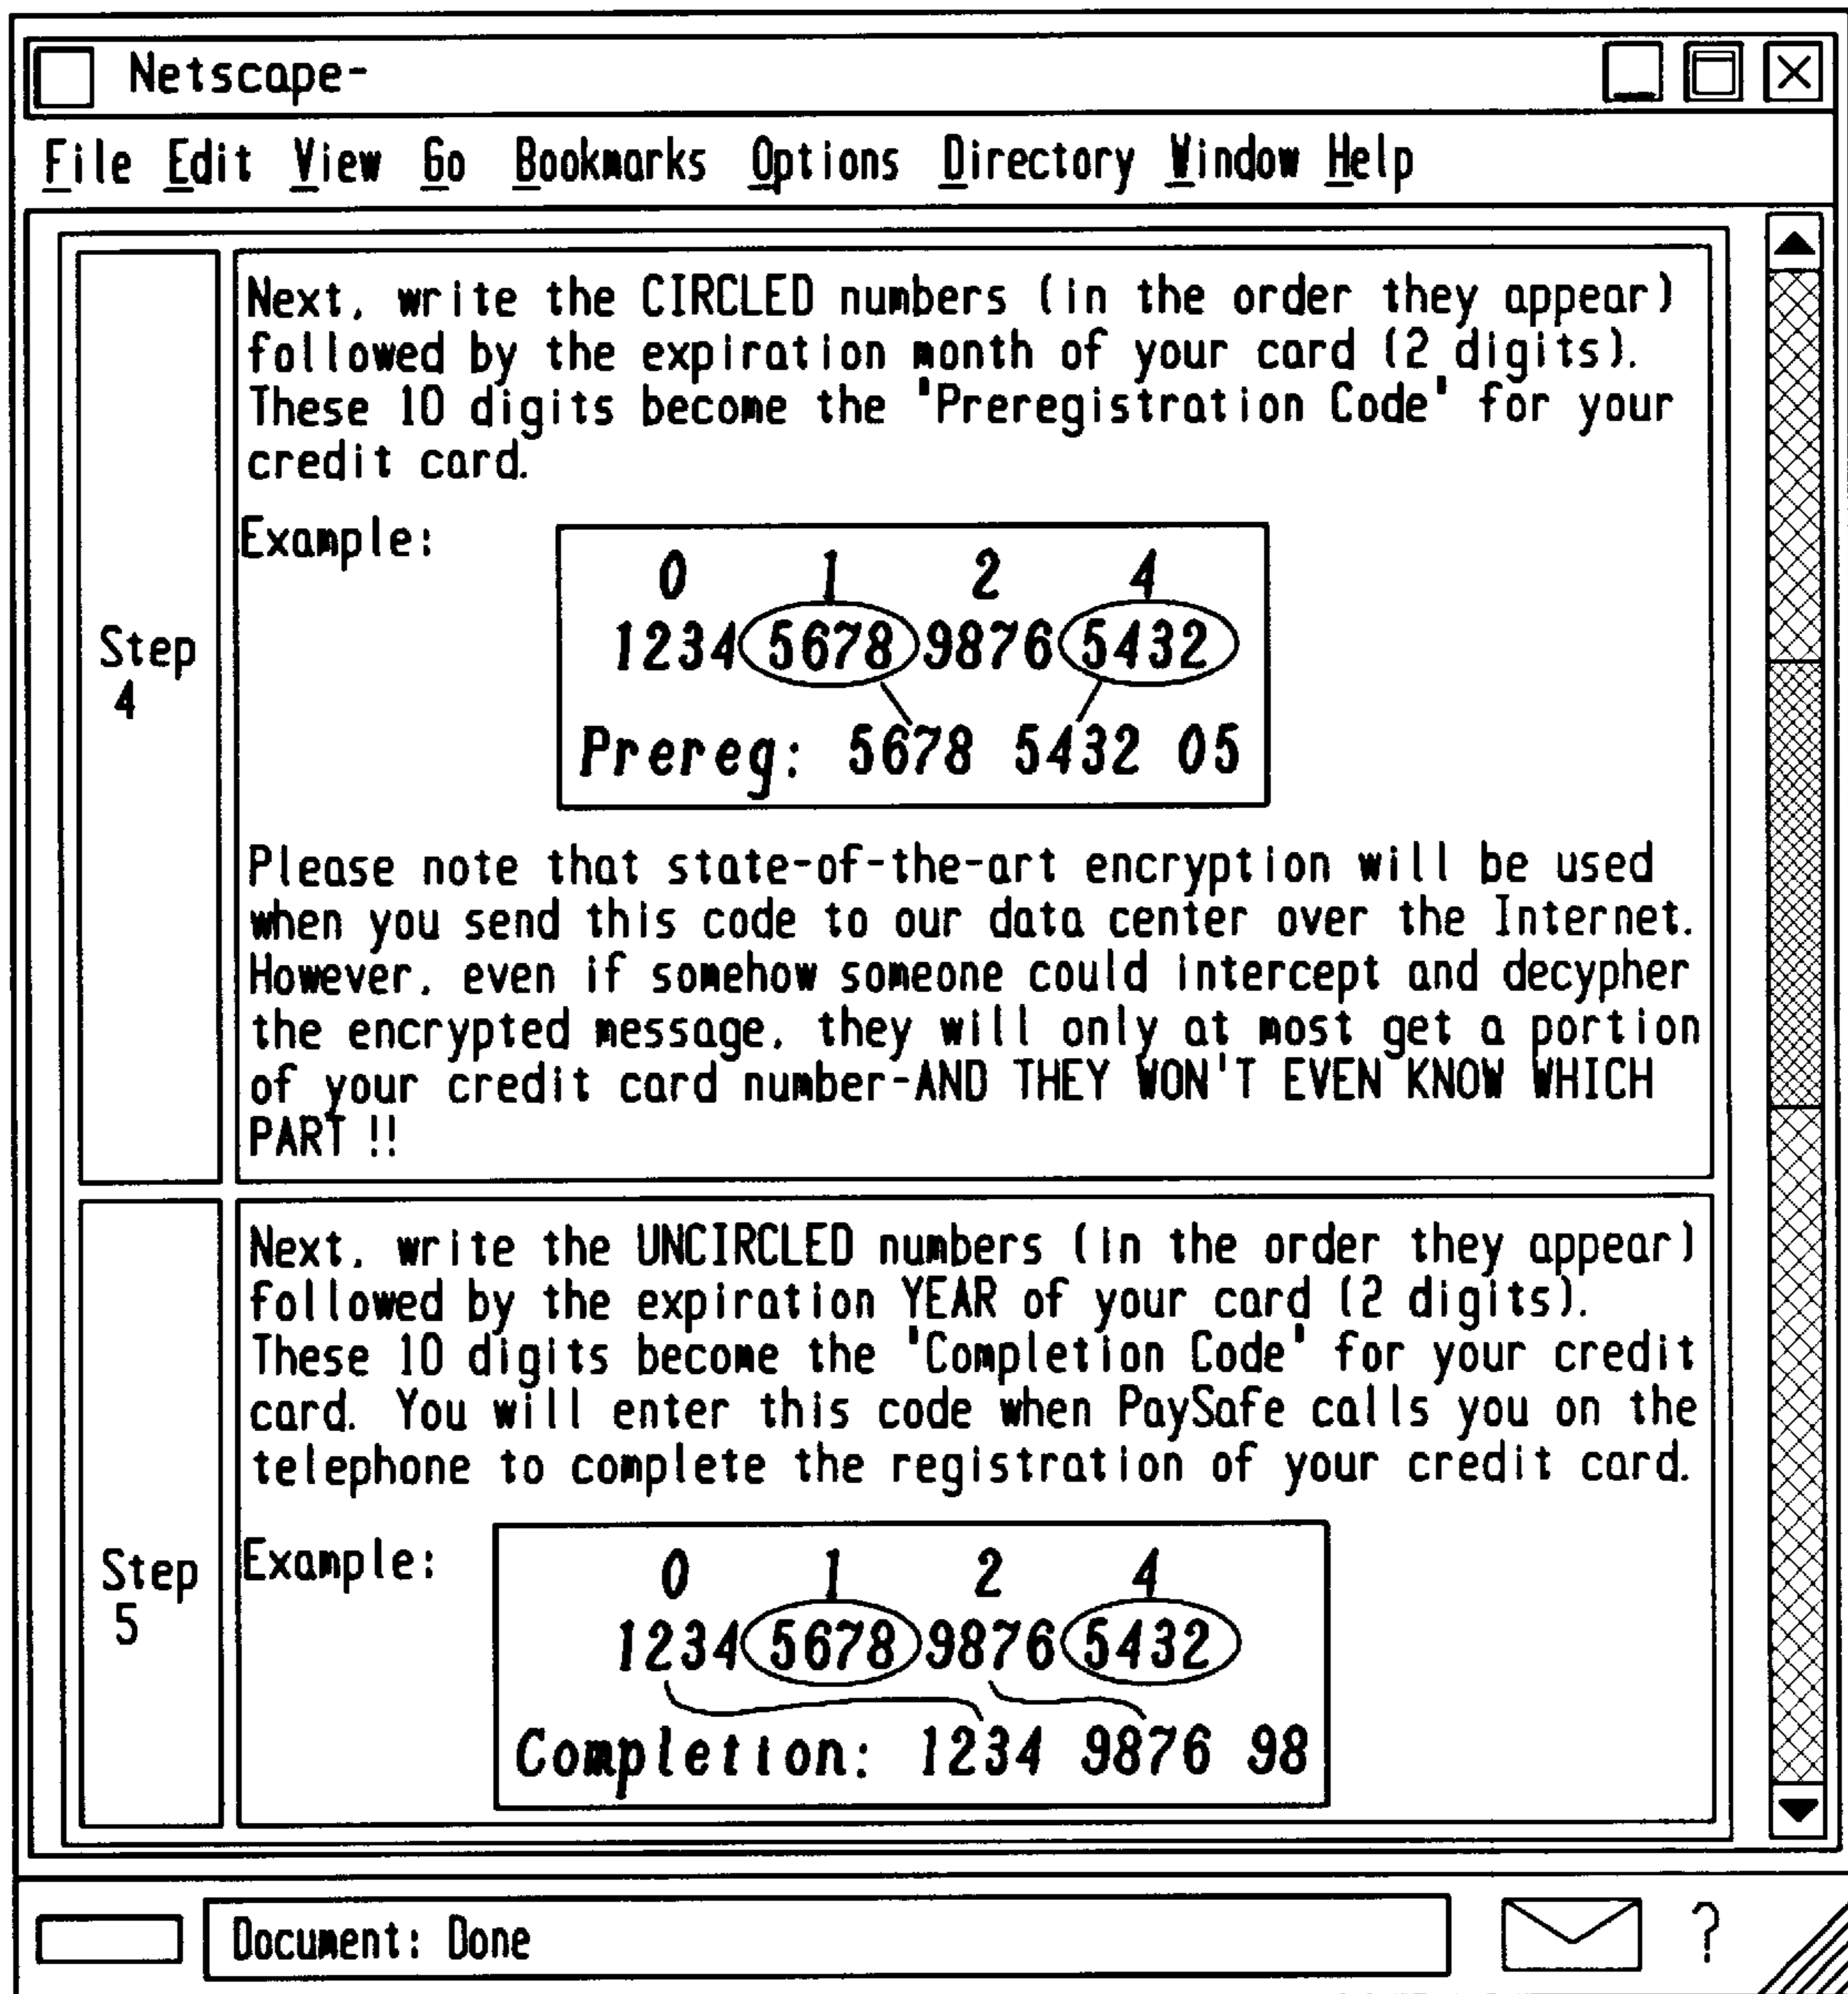 Netscape-
File Edit View Go Bookmarks Options Directory Window Help
Next, write the CIRCLED numbers (in the order they appear)
followed by the expiration month of your card (2 digits).
These 10 digits become the "Preregistration Code" for your
credit card.
Example:
0 1 2 4
1234 5678 9876 5432
Prereg: 5678 5432 05
Step
4
Please note that state-of-the-art encryption will be used
when you send this code to our data center over the Internet.
However, even if somehow someone could intercept and decypher
the encrypted message, they will only at most get a portion
of your credit card number-AND THEY WON'T EVEN KNOW WHICH
PART !!
Next, write the UNCIRCLED numbers (in the order they appear)
followed by the expiration YEAR of your card (2 digits).
These 10 digits become the "Completion Code" for your credit
card. You will enter this code when PaySafe calls you on the
telephone to complete the registration of your credit card.
Step
5
Example:
0 1 2 4
1234 5678 9876 5432
Completion: 1234 9876 98
Document: Done
?